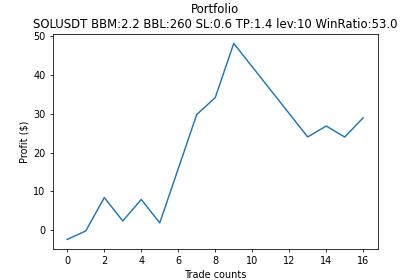 Portfolio
SOLUSDT BBM:2.2 BBL:260 SL:0.6 TP:1.4 lev:10 WinRatio:53.0
50
40
30
20
10
0
Profit ($)
0 2 4 6 8 10 12 14 16
Trade counts